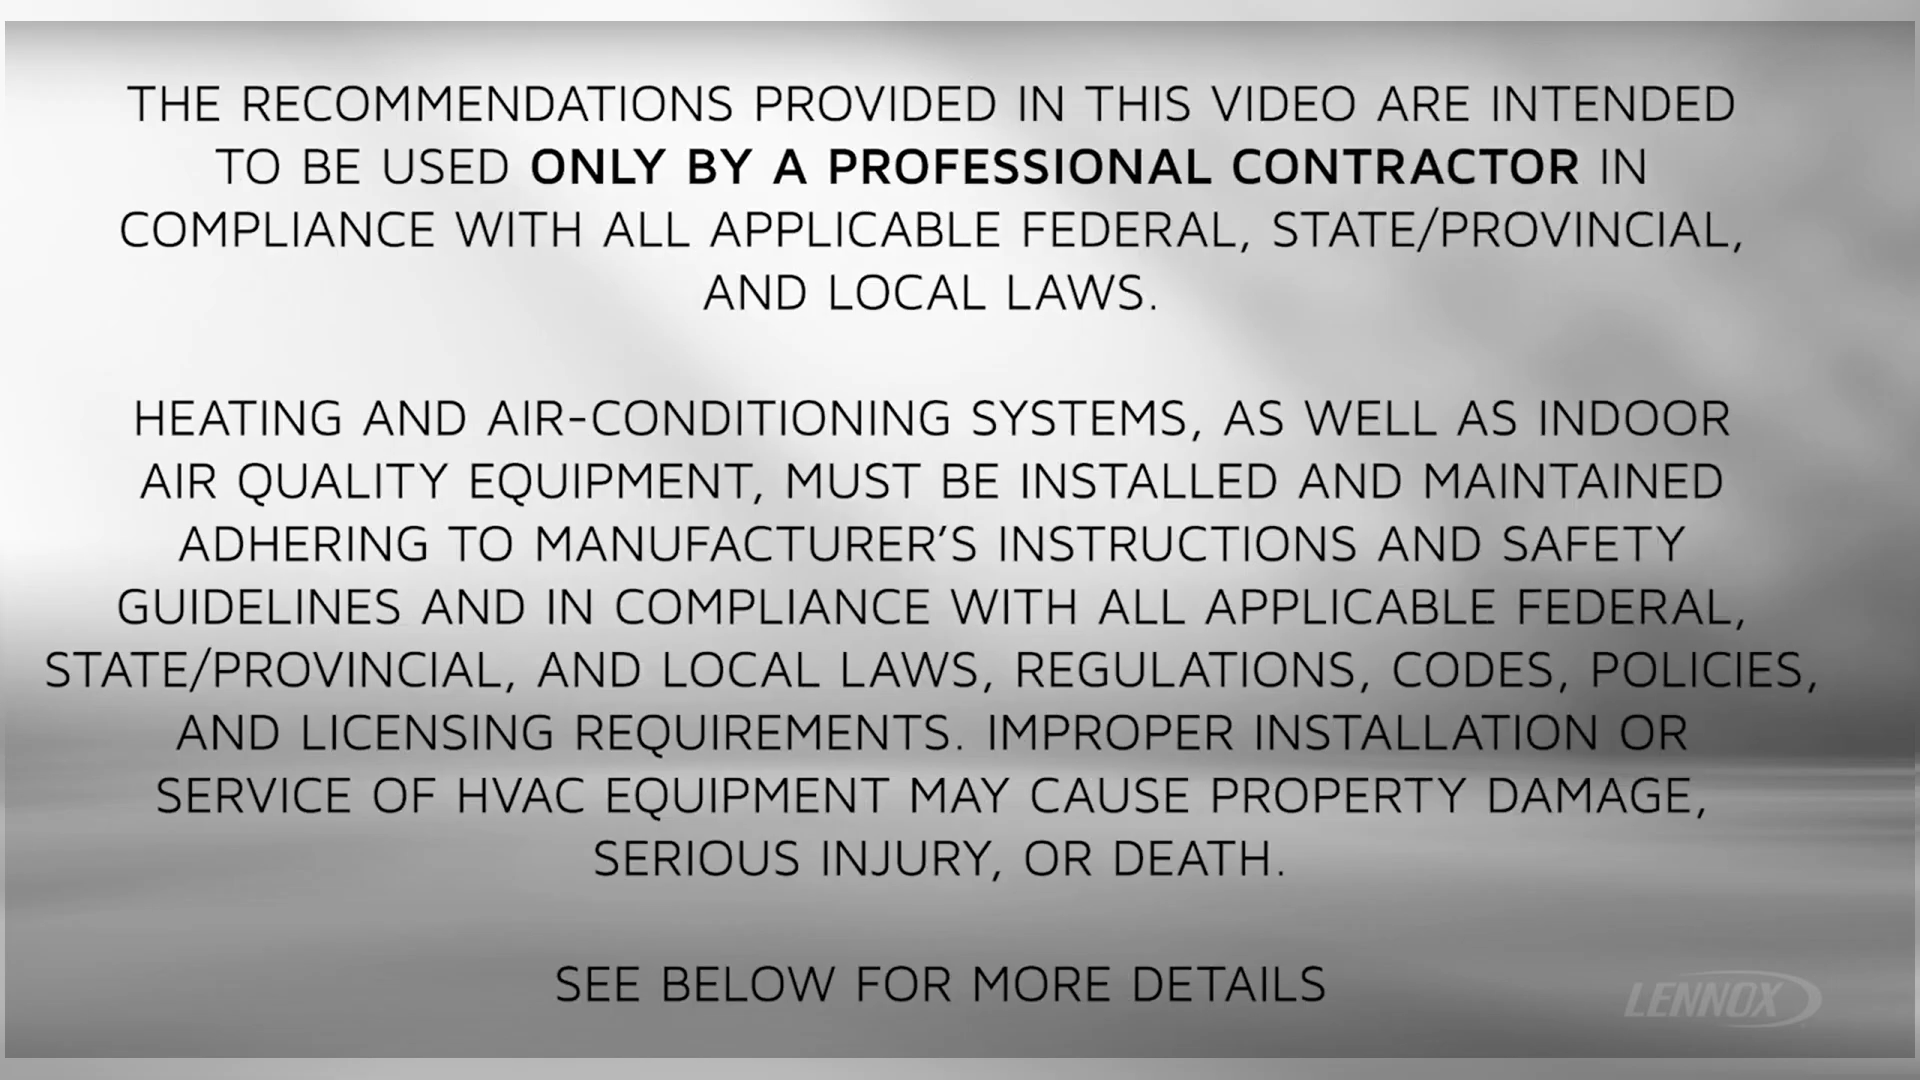 THE RECOMMENDATIONS PROVIDED IN THIS VIDEO ARE INTENDED
TO BE USED ONLY BY A PROFESSIONAL CONTRACTOR IN
COMPLIANCE WITH ALL APPLICABLE FEDERAL, STATE/PROVINCIAL,
AND LOCAL LAWS.
HEATING AND AIR-CONDITIONING SYSTEMS, AS WELL AS INDOOR
AIR QUALITY EQUIPMENT, MUST BE INSTALLED AND MAINTAINED
ADHERING TO MANUFACTURER’S INSTRUCTIONS AND SAFETY
GUIDELINES AND IN COMPLIANCE WITH ALL APPLICABLE FEDERAL,
STATE/PROVINCIAL, AND LOCAL LAWS, REGULATIONS, CODES, POLICIES,
AND LICENSING REQUIREMENTS. IMPROPER INSTALLATION OR
SERVICE OF HVAC EQUIPMENT MAY CAUSE PROPERTY DAMAGE,
SERIOUS INJURY, OR DEATH.
SEE BELOW FOR MORE DETAILS
LENNOX